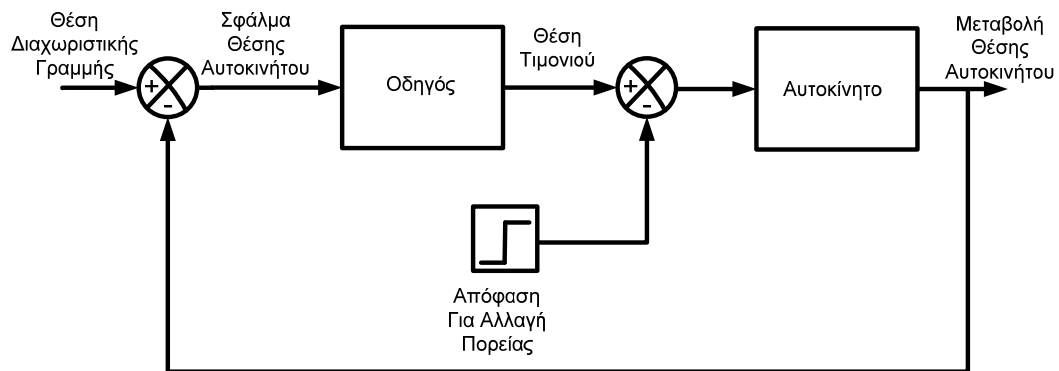 Θέση
Διαχωριστικής
Γραμμής
+
-
Σφάλμα
Θέσης
Αυτοκινήτου
Οδηγός
Θέση
Τιμονιού
+
-
Αυτοκίνητο
Μεταβολή
Θέσης
Αυτοκινήτου
Απόφαση
Για Αλλαγή
Πορείας